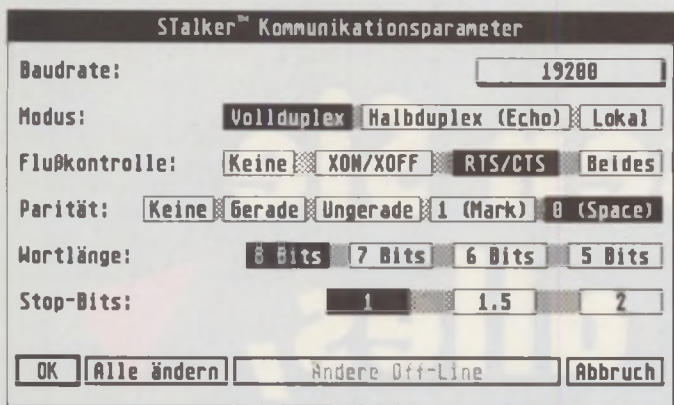 STalker™ Kommunikationsparameter
Baudrate: 19200
Modus: Vollduplex Halbduplex (Echo) Lokal
Flußkontrolle: Keine XON/XOFF RTS/CTS Beides
Parität: Keine Gerade Ungerade 1 (Mark) 0 (Space)
Wortlänge: 8 Bits 7 Bits 6 Bits 5 Bits
Stop-Bits: 1 1.5 2
OK Alle ändern Andere Off-Line Abbruch